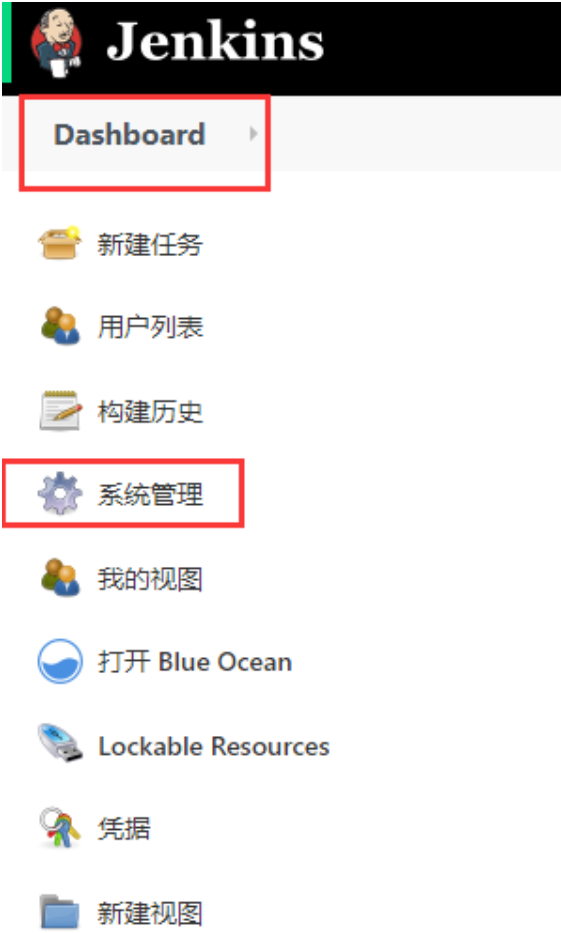 Jenkins
Dashboard
新建任务
用户列表
构建历史
系统管理
我的视图
打开 Blue Ocean
Lockable Resources
凭据
新建视图